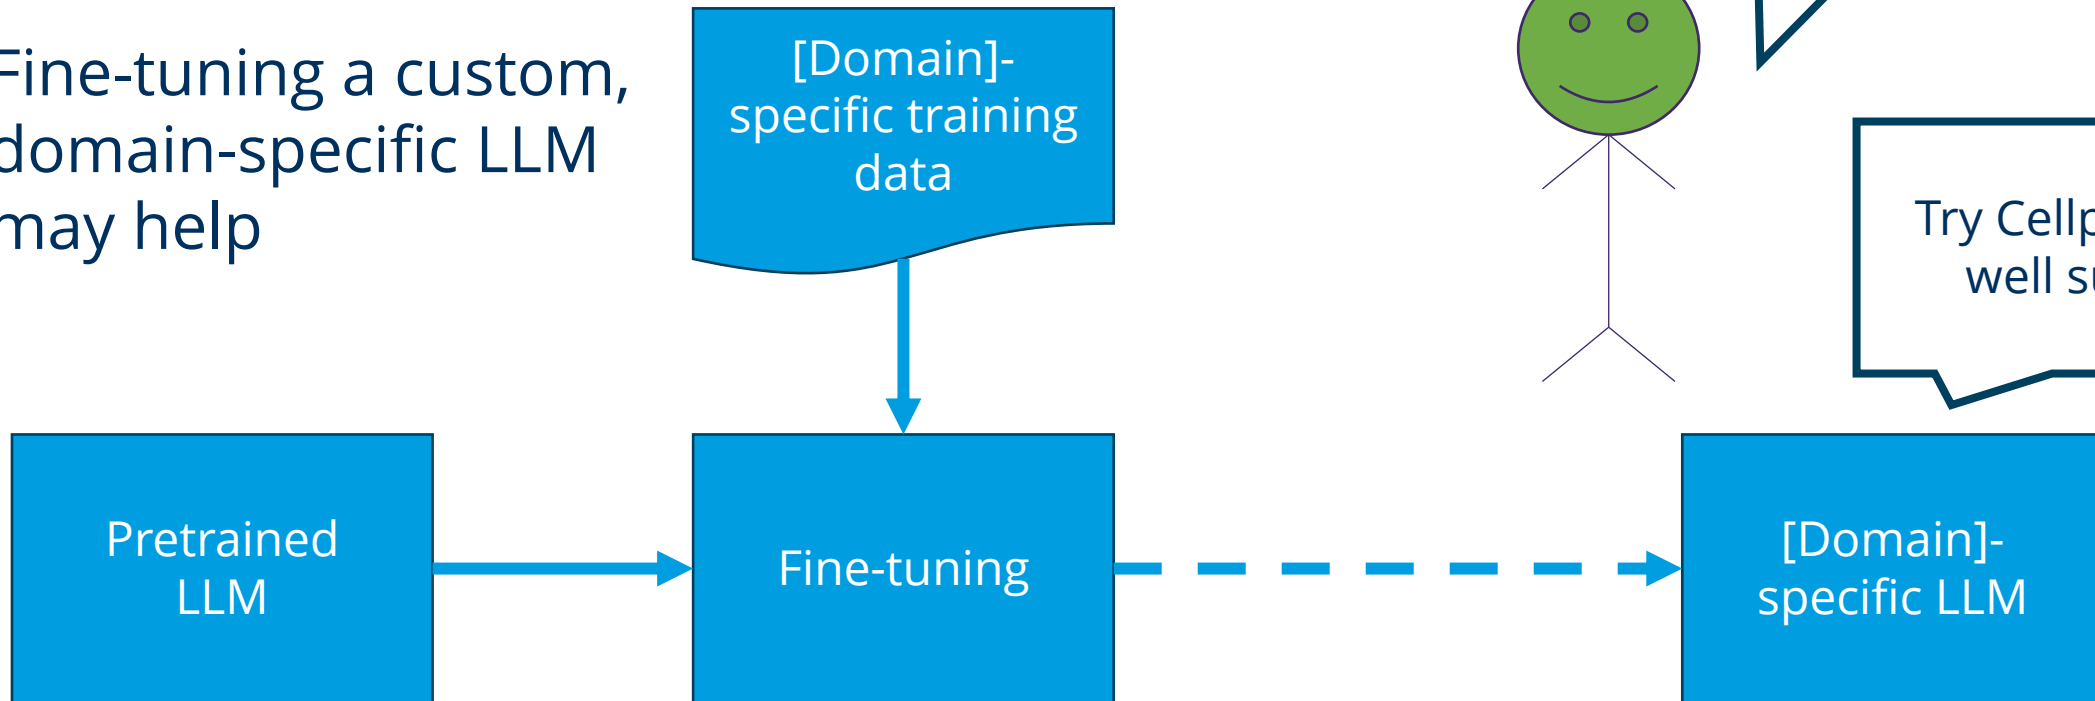 Fine-tuning a custom,
domain-specific LLM
may help
[Domain]-
specific training
data
Try
well
Pretrained
LLM
Fine-tuning
[Domain]-
specific LLM